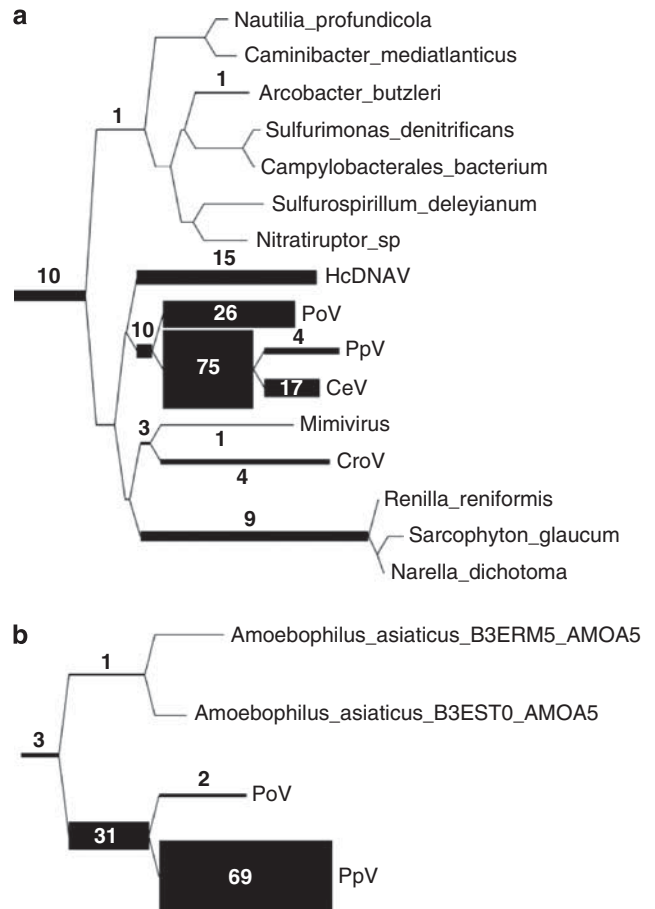 a
Nautilia_profundicola
Caminibacter_mediatlanticus
1
Arcobacter_butzleri
1
Sulfurimonas_denitrificans
Campylobacterales_bacterium
Sulfurospirillum_deleyianum
Nitratiruptor_sp
10
15
HcDNAV
26
PoV
10
4
PpV
75
17
CeV
3
Mimivirus
1
CroV
4
Renilla_reniformis
9
Sarcophyton_glaucum
Narella_dichotoma
b
Amoebophilus_asiaticus_B3ERM5_AMOA5
1
Amoebophilus_asiaticus_B3EST0_AMOA5
3
2
PoV
31
69
PpV